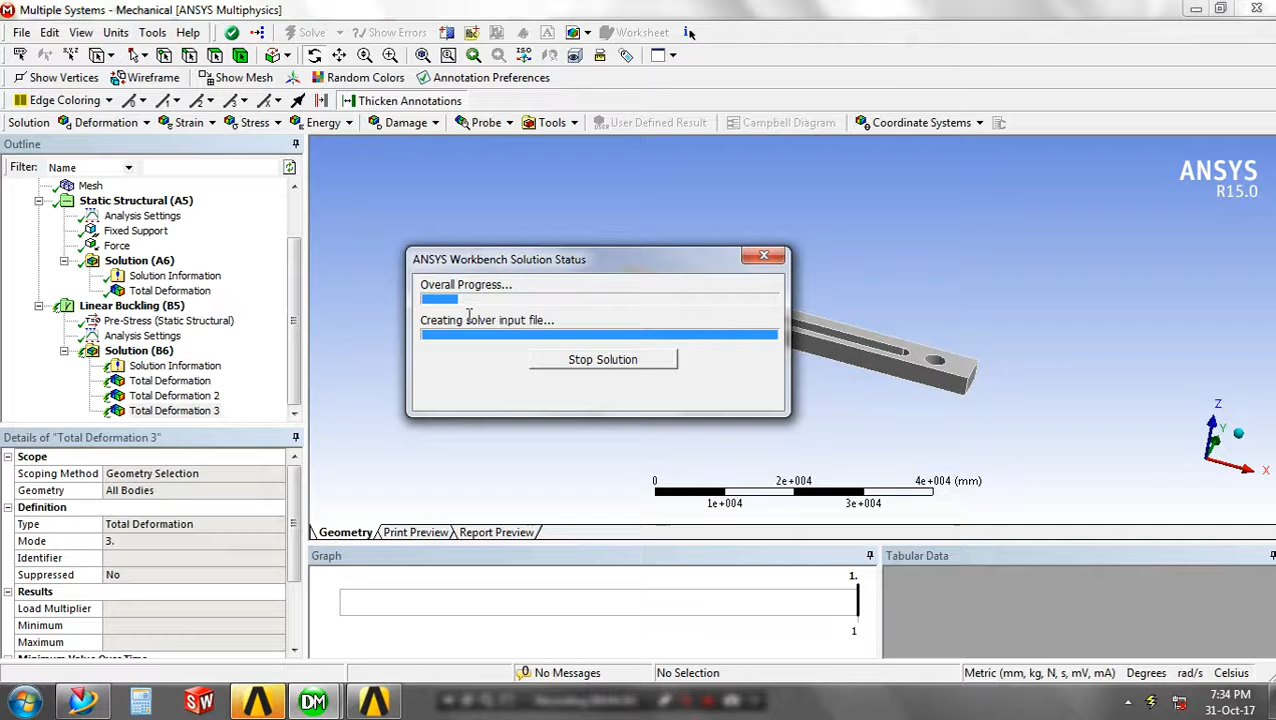 Multiple Systems - Mechanical [ANSYS Multiphysics]
File Edit View Units Tools Help Solve Show Errors Worksheet
Show Vertices Wireframe Show Mesh Random Colors Annotation Preferences
Edge Coloring Thicken Annotations
Solution Deformation Strain Stress Energy Damage Probe Tools User Defined Result Campbell Diagram Coordinate Systems
Outline
Filter: Name
Mesh
Static Structural (A5)
Analysis Settings
Fixed Support
Force
Solution (A6)
Solution Information
Total Deformation
Linear Buckling (B5)
Pre-Stress (Static Structural)
Analysis Settings
Solution (B6)
Solution Information
Total Deformation
Total Deformation 2
Total Deformation 3
Details of "Total Deformation 3"
Scope
Scoping Method Geometry Selection
Geometry All Bodies
Definition
Type Total Deformation
Mode 3.
Identifier
Suppressed No
Results
Load Multiplier
Minimum
Maximum
Minimum Value Over Time
ANSYS
R15.0
ANSYS Workbench Solution Status
Overall Progress...
Creating solver input file...
Stop Solution
Z
X
0 2e+004 4e+004 (mm)
1e+004 3e+004
Geometry Print Preview Report Preview
Graph
1.
1
Tabular Data
0 No Messages No Selection Metric (mm, kg, N, s, mV, mA) Degrees rad/s Celsius
DM
7:34 PM
31-Oct-17